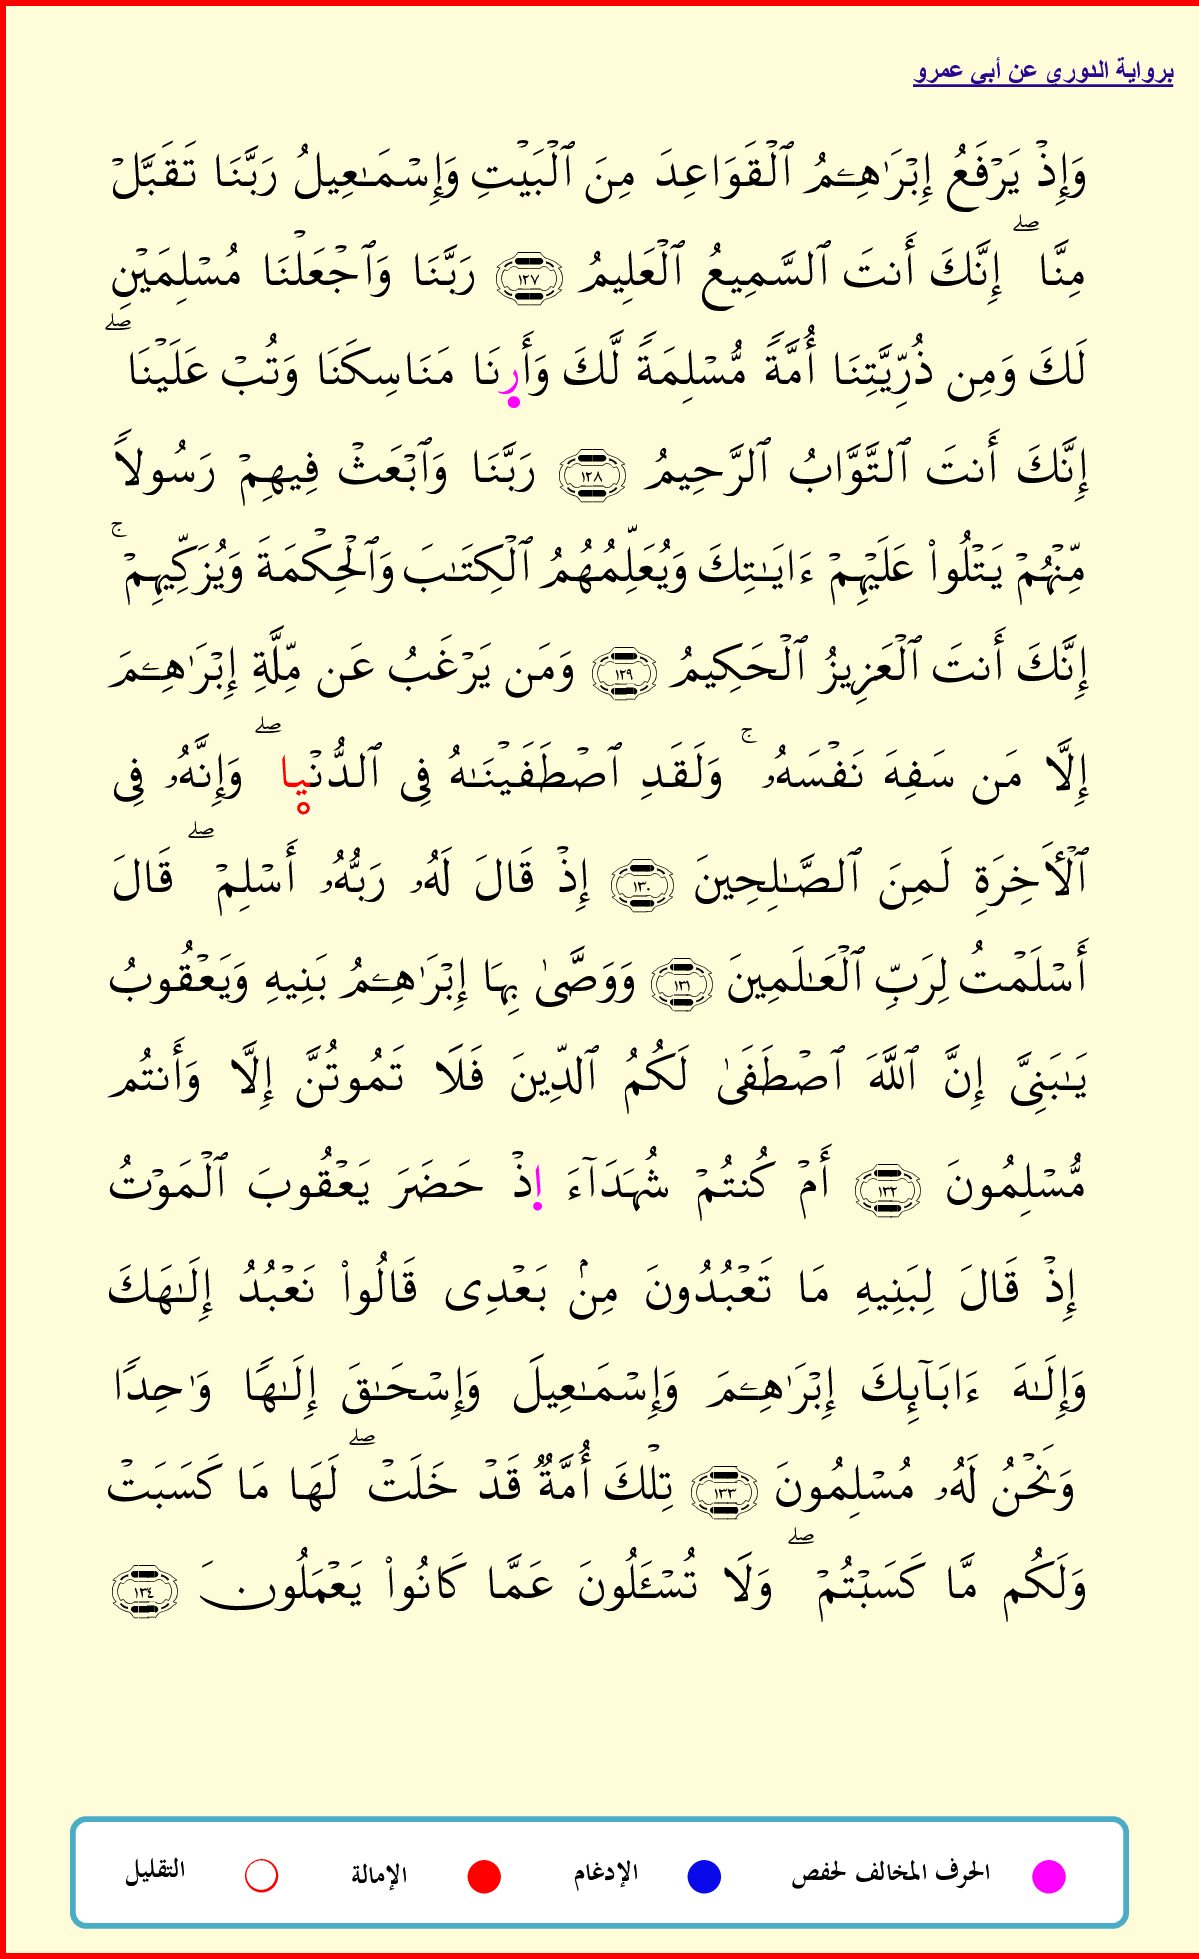 برواية الدوري عن أبي عمرو
وَإِذْ يَرْفَعُ إِبْرَٰهِـۧمُ ٱلْقَوَاعِدَ مِنَ ٱلْبَيْتِ وَإِسْمَـٰعِيلُ رَبَّنَا تَقَبَّلْ
مِنَّا ۖ إِنَّكَ أَنتَ ٱلسَّمِيعُ ٱلْعَلِيمُ ١٢٧ رَبَّنَا وَٱجْعَلْنَا مُسْلِمَيْنِ
لَكَ وَمِن ذُرِّيَّتِنَا أُمَّةً مُّسْلِمَةً لَّكَ وَأَرِنَا مَنَاسِكَنَا وَتُبْ عَلَيْنَا ۖ
إِنَّكَ أَنتَ ٱلتَّوَّابُ ٱلرَّحِيمُ ١٢٨ رَبَّنَا وَٱبْعَثْ فِيهِمْ رَسُولاً
مِّنْهُمْ يَتْلُوا۟ عَلَيْهِمْ ءَايَـٰتِكَ وَيُعَلِّمُهُمُ ٱلْكِتَـٰبَ وَٱلْحِكْمَةَ وَيُزَكِّيهِمْ ۚ
إِنَّكَ أَنتَ ٱلْعَزِيزُ ٱلْحَكِيمُ ١٢٩ وَمَن يَرْغَبُ عَن مِّلَّةِ إِبْرَٰهِـۧمَ
إِلَّا مَن سَفِهَ نَفْسَهُۥ ۚ وَلَقَدِ ٱصْطَفَيْنَـٰهُ فِى ٱلدُّنْيا ۖ وَإِنَّهُۥ فِى
ٱلْأَخِرَةِ لَمِنَ ٱلصَّـٰلِحِينَ ١٣٠ إِذْ قَالَ لَهُۥ رَبُّهُۥ أَسْلِمْ ۖ قَالَ
أَسْلَمْتُ لِرَبِّ ٱلْعَـٰلَمِينَ ١٣١ وَوَصَّىٰ بِهَا إِبْرَٰهِـۧمُ بَنِيهِ وَيَعْقُوبُ
يَـٰبَنِىَّ إِنَّ ٱللَّهَ ٱصْطَفَىٰ لَكُمُ ٱلدِّينَ فَلَا تَمُوتُنَّ إِلَّا وَأَنتُم
مُّسْلِمُونَ ١٣٢ أَمْ كُنتُمْ شُهَدَآءَ اِذْ حَضَرَ يَعْقُوبَ ٱلْمَوْتُ
إِذْ قَالَ لِبَنِيهِ مَا تَعْبُدُونَ مِنۢ بَعْدِى قَالُوا۟ نَعْبُدُ إِلَـٰهَكَ
وَإِلَـٰهَ ءَابَآئِكَ إِبْرَٰهِـۧمَ وَإِسْمَـٰعِيلَ وَإِسْحَـٰقَ إِلَـٰهًا وَٰحِدًا
وَنَحْنُ لَهُۥ مُسْلِمُونَ ١٣٣ تِلْكَ أُمَّةٌ قَدْ خَلَتْ ۖ لَهَا مَا كَسَبَتْ
وَلَكُم مَّا كَسَبْتُمْ ۖ وَلَا تُسْـَٔلُونَ عَمَّا كَانُوا۟ يَعْمَلُونَ ١٣٤
الحرف المخالف لحفص الإدغام الإمالة التقليل